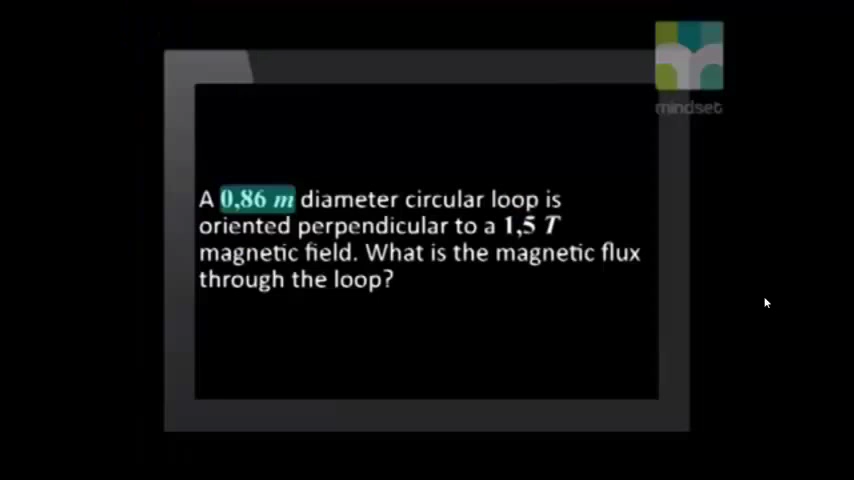 mindset
A 0,86 m diameter circular loop is
oriented perpendicular to a 1,5 T
magnetic field. What is the magnetic flux
through the loop?